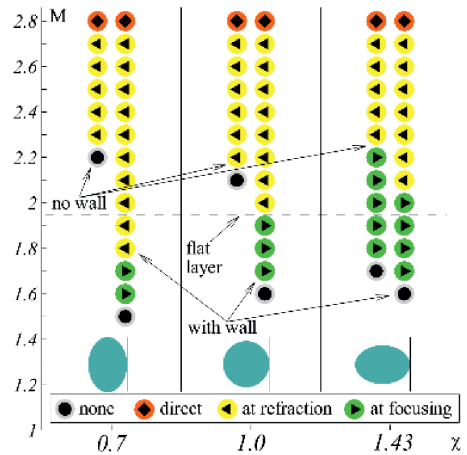 M
2.8
2.6
2.4
2.2
2
1.8
1.6
1.4
1.2
1
no wall
flat
layer
with wall
none direct at refraction at focusing
0.7 1.0 1.43 χ